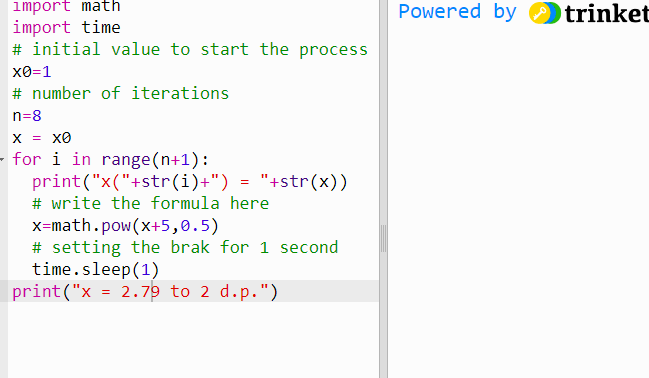 import math
import time
# initial value to start the process
x0=1
# number of iterations
n=8
x = x0
for i in range(n+1):
  print("x("+str(i)+") = "+str(x))
  # write the formula here
  x=math.pow(x+5,0.5)
  # setting the brak for 1 second
  time.sleep(1)
print("x = 2.79 to 2 d.p.")
Powered by trinket